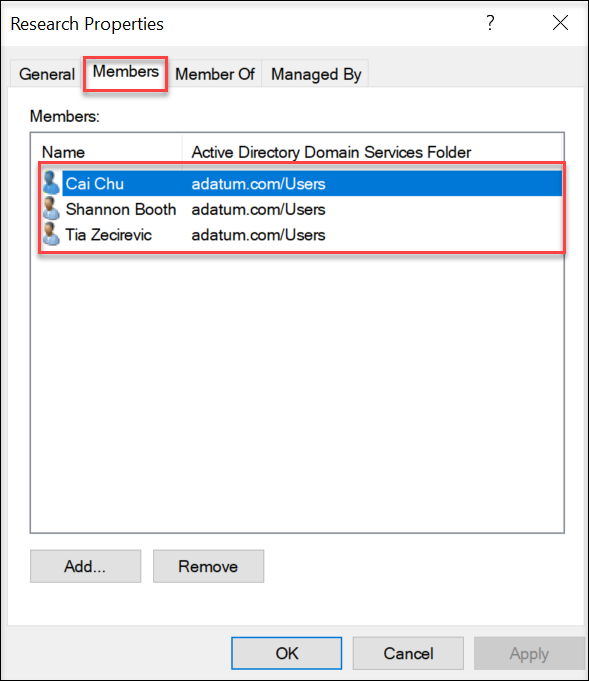 Research Properties ?
General Members Member Of Managed By
Members:
Name Active Directory Domain Services Folder
Cai Chu adatum.com/Users
Shannon Booth adatum.com/Users
Tia Zecirevic adatum.com/Users
Add... Remove
OK Cancel Apply